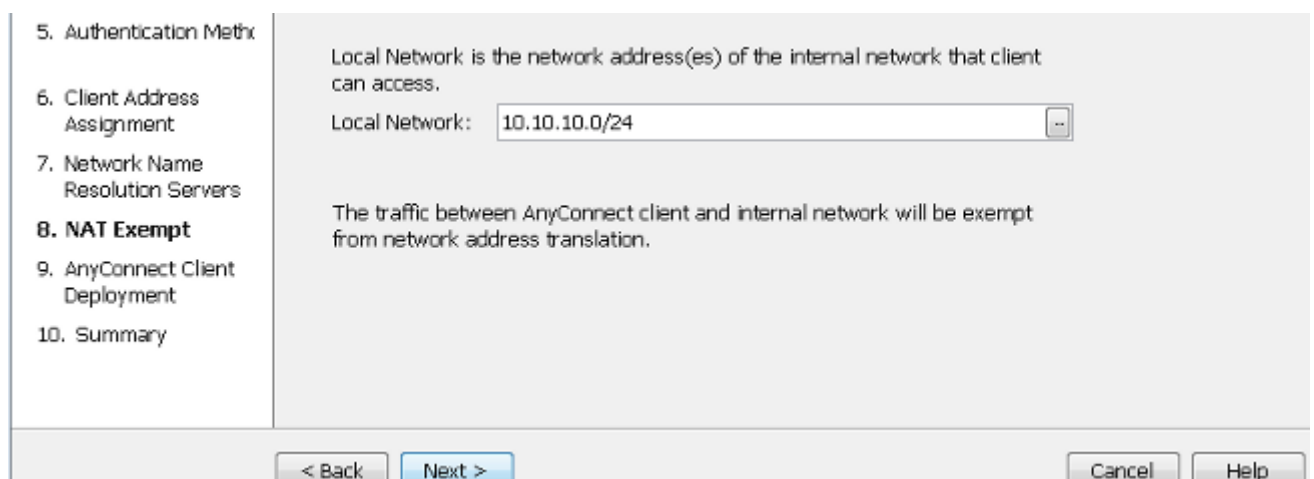 5. Authentication Meth
6. Client Address
Assignment
7. Network Name
Resolution Servers
8. NAT Exempt
9. AnyConnect Client
Deployment
10. Summary
Local Network is the network address(es) of the internal network that client
can access.
Local Network: 10.10.10.0/24
The traffic between AnyConnect client and internal network will be exempt
from network address translation.
< Back Next > Cancel Help